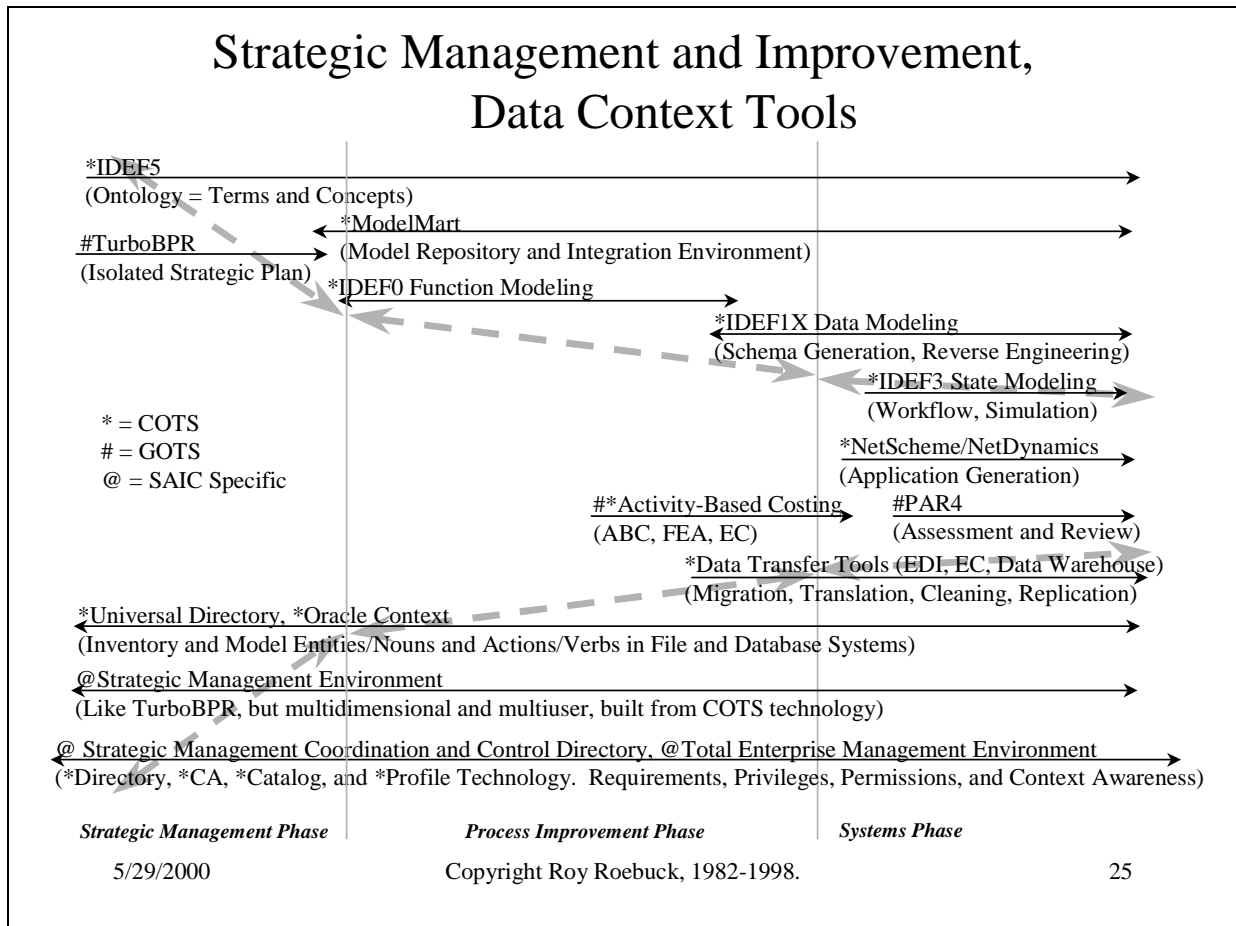 Strategic Management and Improvement,
Data Context Tools
*IDEF5
(Ontology = Terms and Concepts)
*ModelMart
(Model Repository and Integration Environment)
#TurboBPR
(Isolated Strategic Plan)
*IDEF0 Function Modeling
*IDEF1X Data Modeling
(Schema Generation, Reverse Engineering)
*IDEF3 State Modeling
(Workflow, Simulation)
* = COTS
# = GOTS
@ = SAIC Specific
*NetScheme/NetDynamics
(Application Generation)
#*Activity-Based Costing
(ABC, FEA, EC)
#PAR4
(Assessment and Review)
*Data Transfer Tools (EDI, EC, Data Warehouse)
(Migration, Translation, Cleaning, Replication)
*Universal Directory, *Oracle Context
(Inventory and Model Entities/Nouns and Actions/Verbs in File and Database Systems)
@Strategic Management Environment
(Like TurboBPR, but multidimensional and multiuser, built from COTS technology)
@ Strategic Management Coordination and Control Directory, @Total Enterprise Management Environment
(*Directory, *CA, *Catalog, and *Profile Technology.  Requirements, Privileges, Permissions, and Context Awareness)
Strategic Management Phase
Process Improvement Phase
Systems Phase
5/29/2000
Copyright Roy Roebuck, 1982-1998.
25